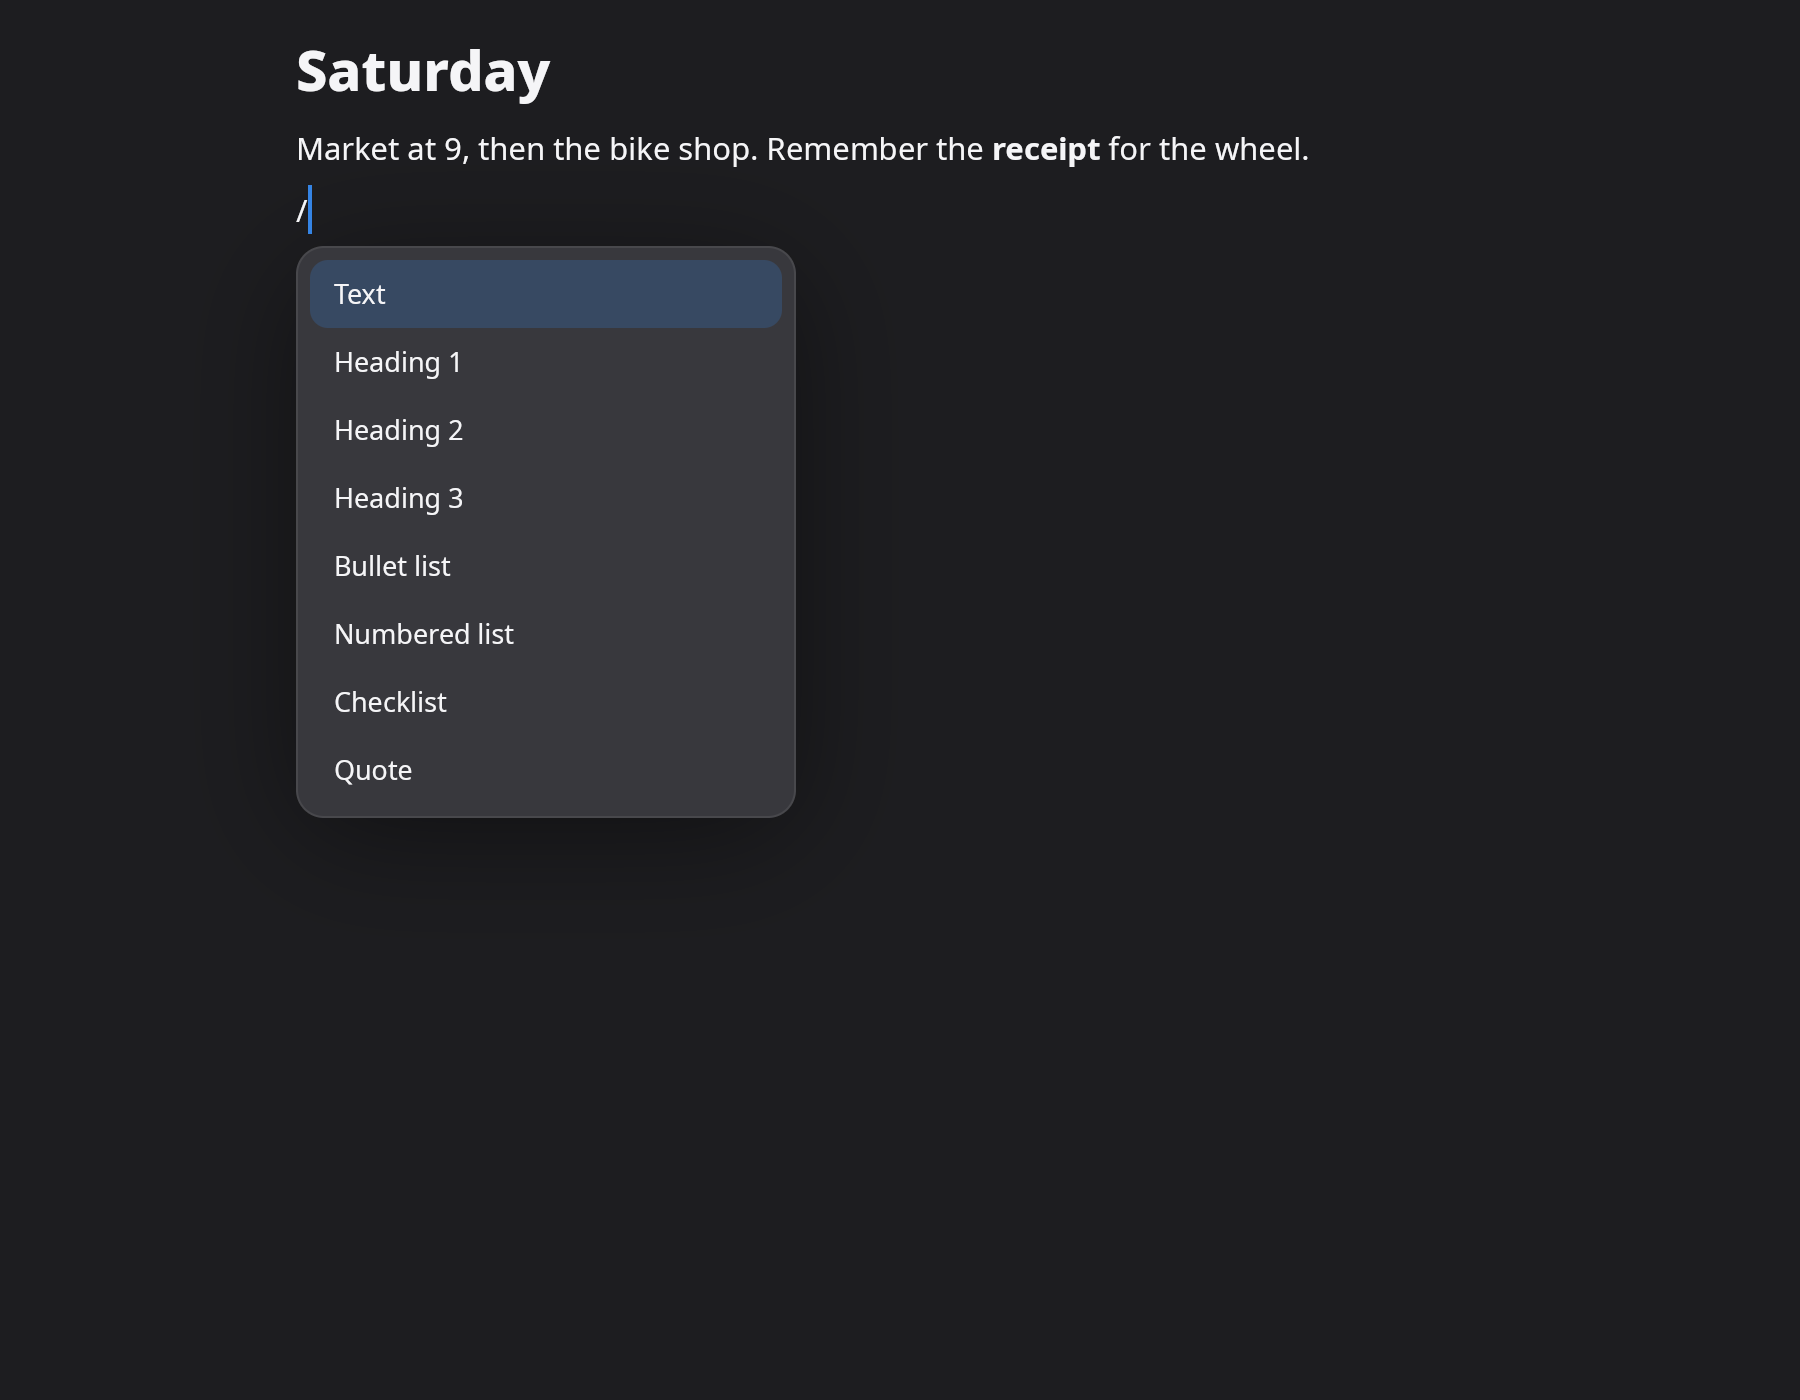 Saturday
Market at 9, then the bike shop. Remember the receipt for the wheel.
/
Text
Heading 1
Heading 2
Heading 3
Bullet list
Numbered list
Checklist
Quote